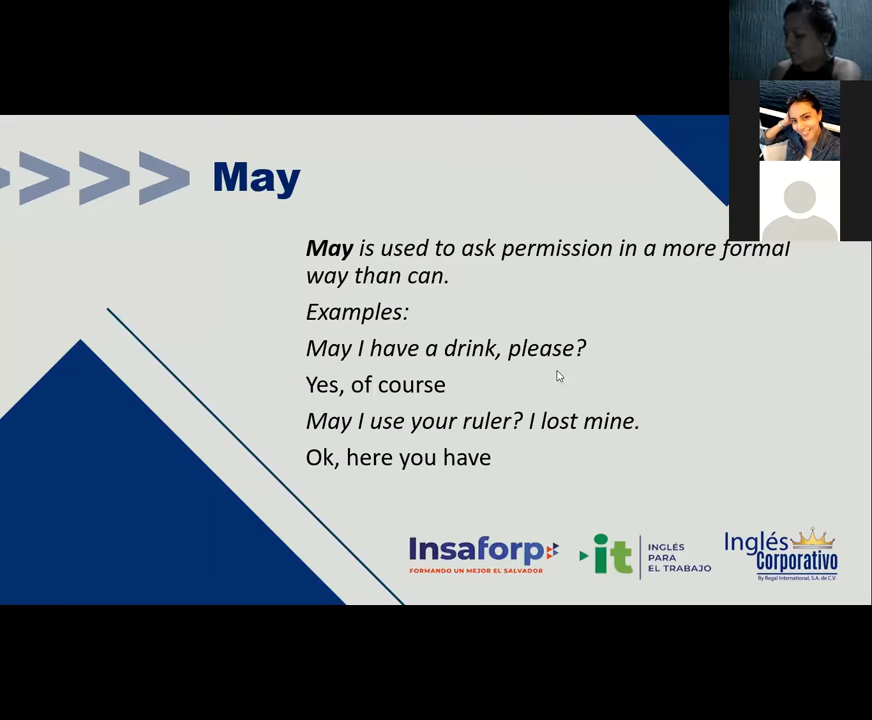 May
May is used to ask permission in a more formal
way than can.
Examples:
May I have a drink, please?
Yes, of course
May I use your ruler? I lost mine.
Ok, here you have
Insaforp
FORMANDO UN MEJOR EL SALVADOR
it
INGLÉS
PARA
EL TRABAJO
Inglés
Corporativo
By Regal International, S.A. de C.V.